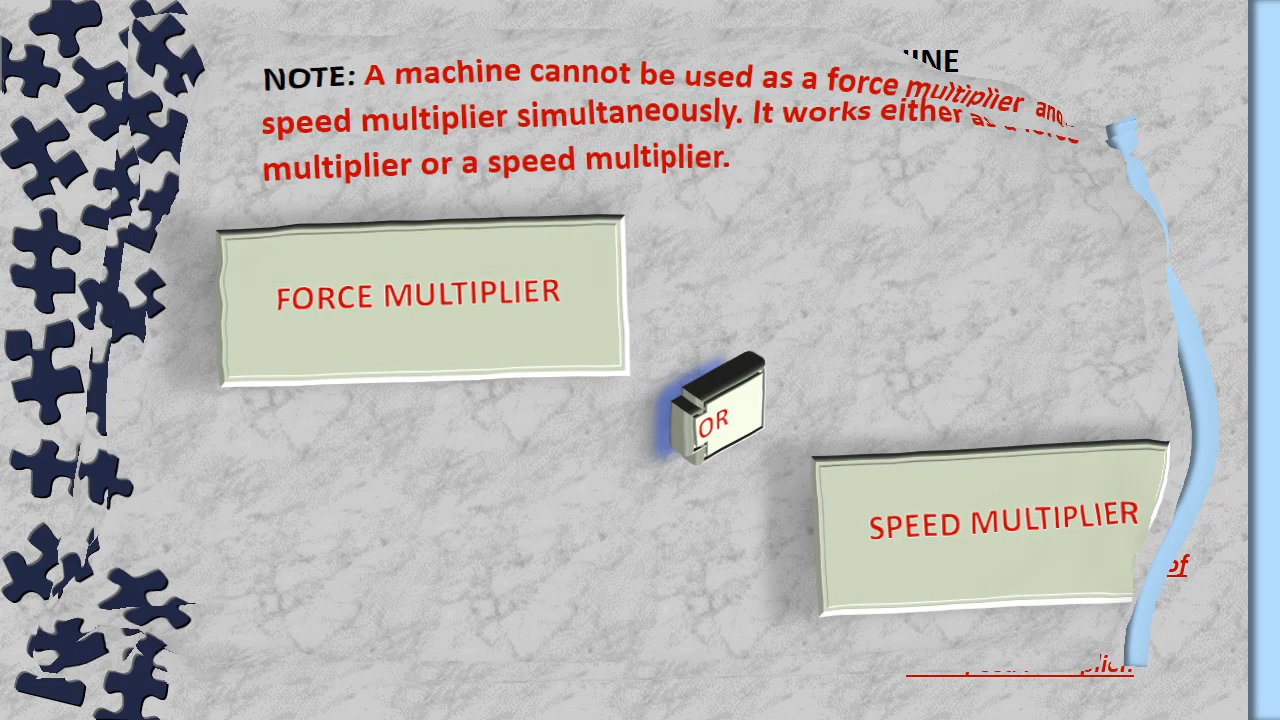 NOTE: A machine cannot be used as a force multiplier and
speed multiplier simultaneously. It works either as a force
multiplier or a speed multiplier.
FORCE MULTIPLIER
OR
SPEED MULTIPLIER
of